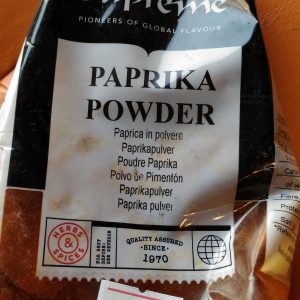 Supreme
PIONEERS OF GLOBAL FLAVOUR
PAPRIKA
POWDER
Paprica in polvere
Paprikapulver
Poudre Paprika
Polvo de Pimentón
Paprikapulver
Paprika pulver
HERBS
&
SPICES
QUALITY ASSURED
· SINCE ·
1970